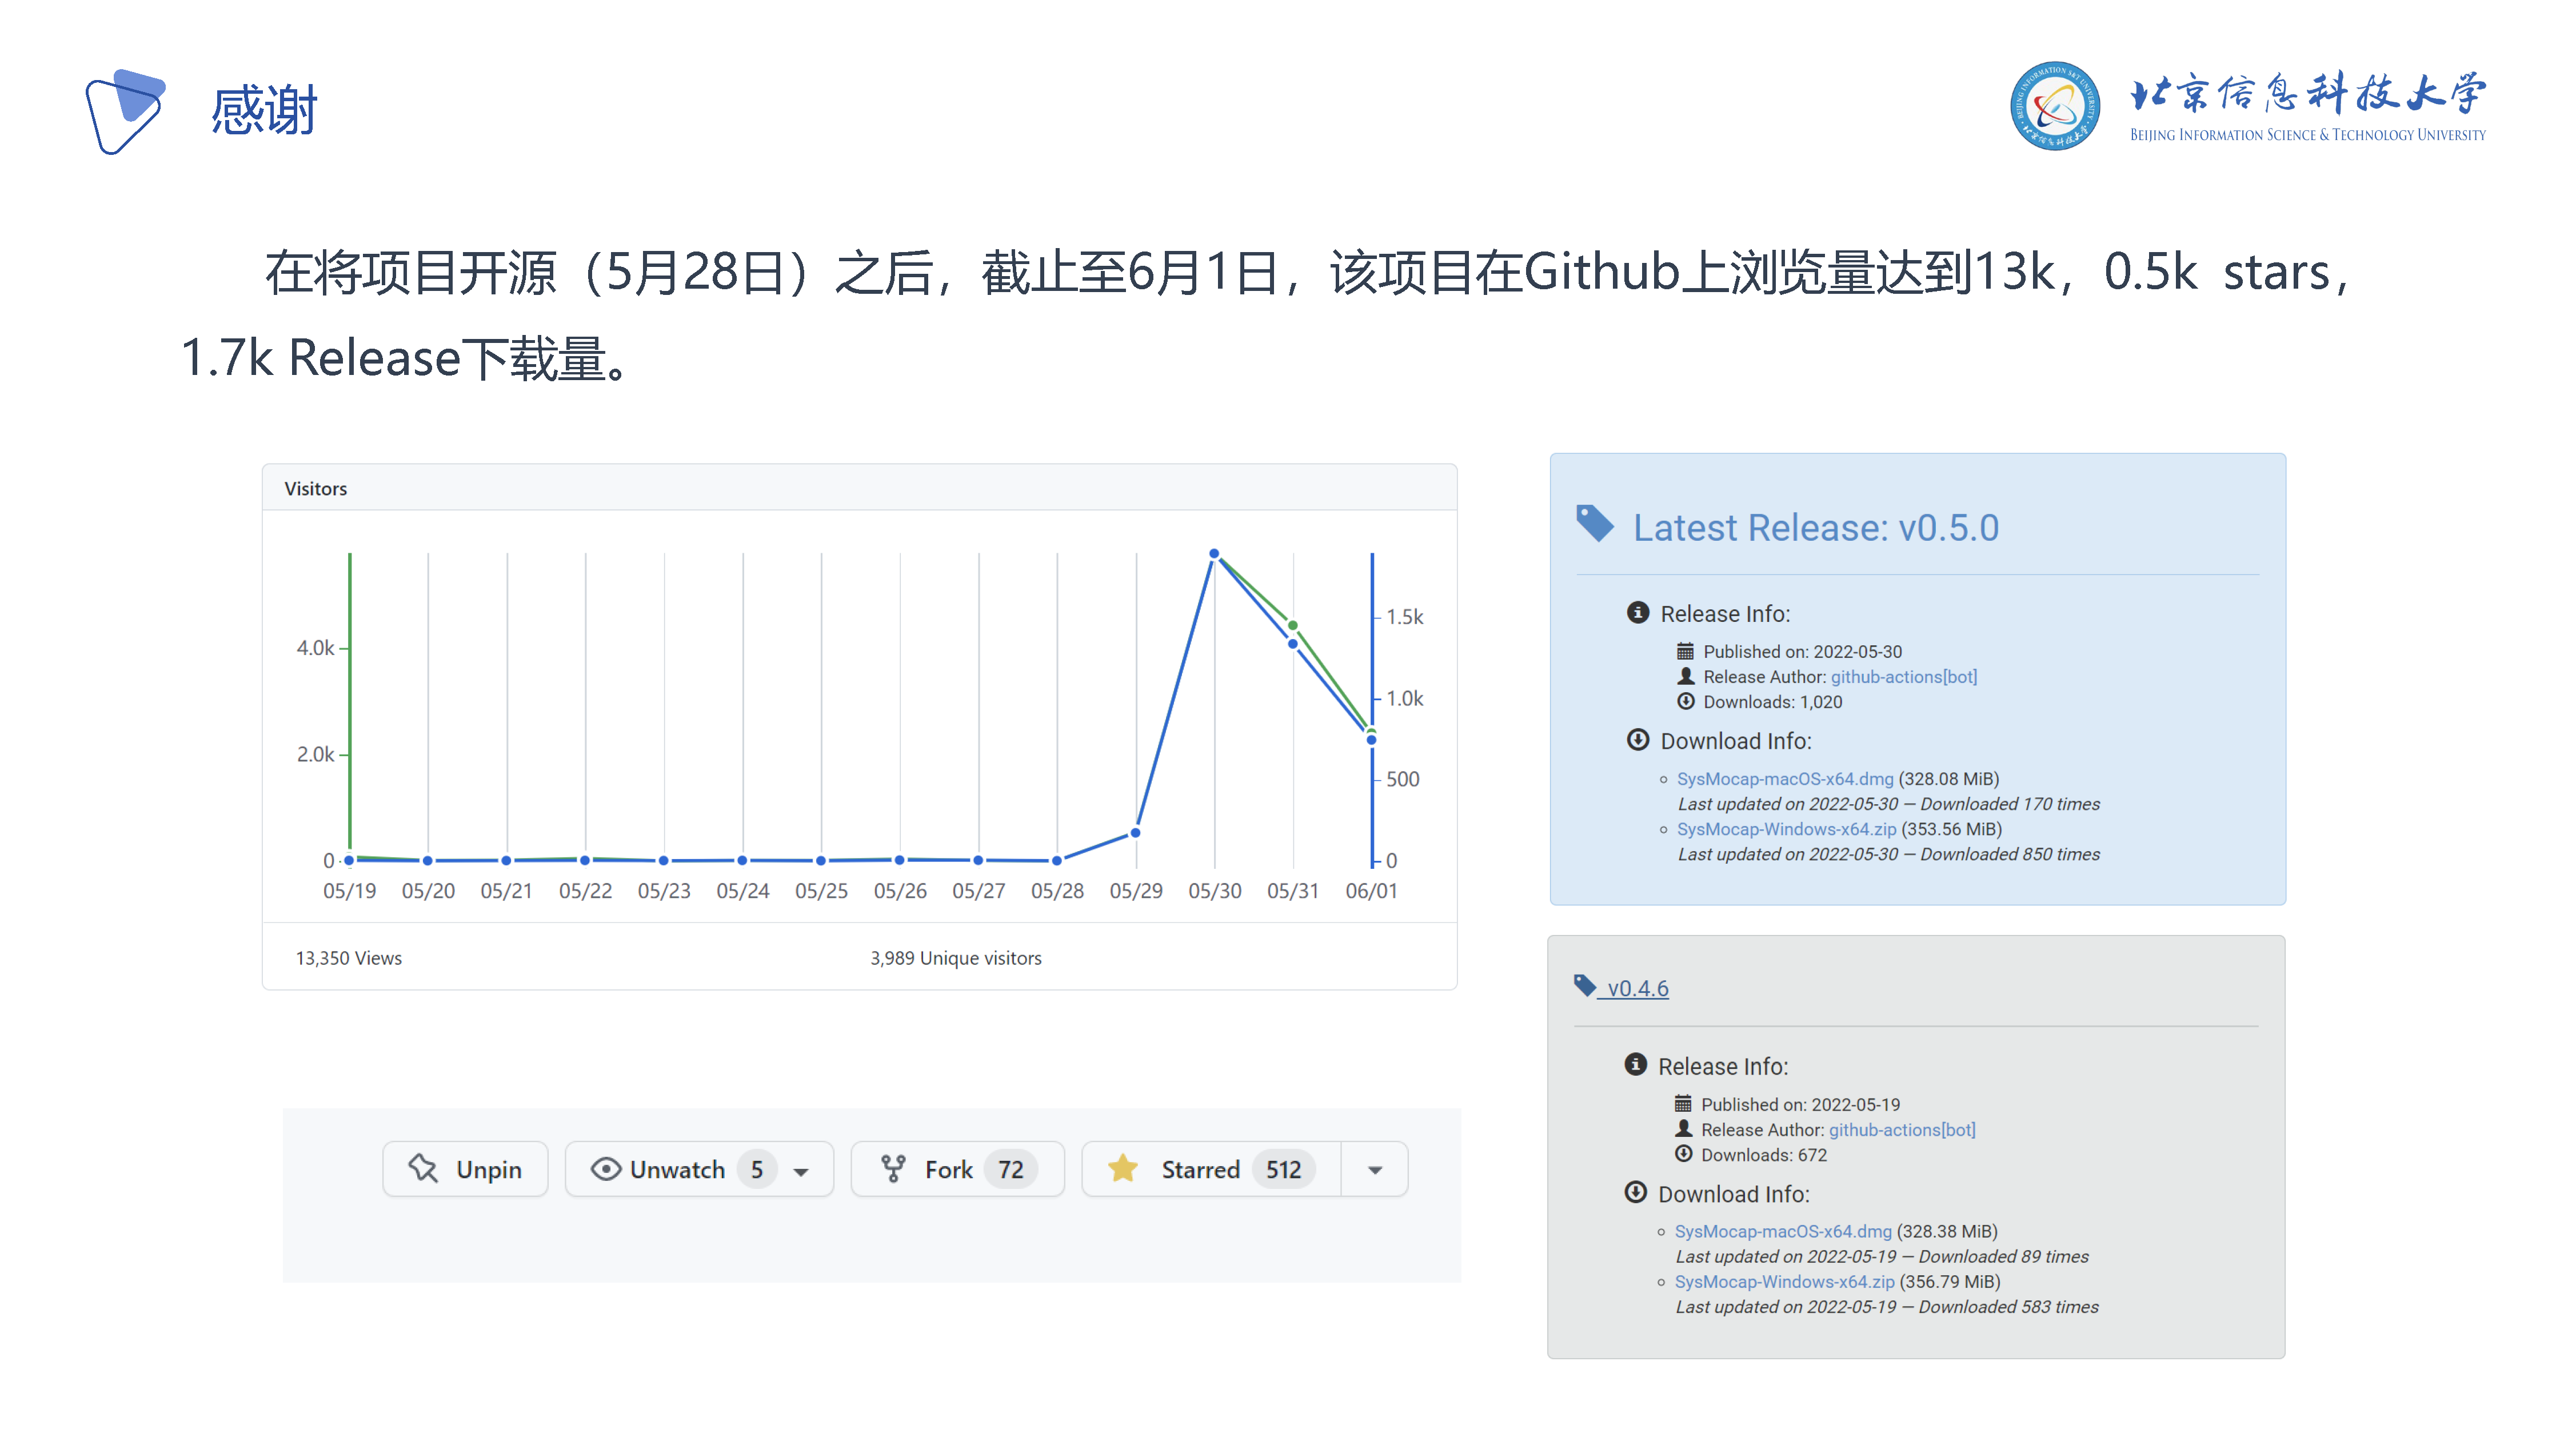 感谢
北京信息科技大学
BEIJING INFORMATION SCIENCE & TECHNOLOGY UNIVERSITY
在将项目开源（5月28日）之后，截止至6月1日，该项目在Github上浏览量达到13k，0.5k stars，
1.7k Release下载量。
Visitors
4.0k
2.0k
0
1.5k
1.0k
500
0
05/19 05/20 05/21 05/22 05/23 05/24 05/25 05/26 05/27 05/28 05/29 05/30 05/31 06/01
13,350 Views 3,989 Unique visitors
Unpin Unwatch 5 Fork 72 Starred 512
Latest Release: v0.5.0
Release Info:
Published on: 2022-05-30
Release Author: github-actions[bot]
Downloads: 1,020
Download Info:
SysMocap-macOS-x64.dmg (328.08 MiB)
Last updated on 2022-05-30 — Downloaded 170 times
SysMocap-Windows-x64.zip (353.56 MiB)
Last updated on 2022-05-30 — Downloaded 850 times
v0.4.6
Release Info:
Published on: 2022-05-19
Release Author: github-actions[bot]
Downloads: 672
Download Info:
SysMocap-macOS-x64.dmg (328.38 MiB)
Last updated on 2022-05-19 — Downloaded 89 times
SysMocap-Windows-x64.zip (356.79 MiB)
Last updated on 2022-05-19 — Downloaded 583 times